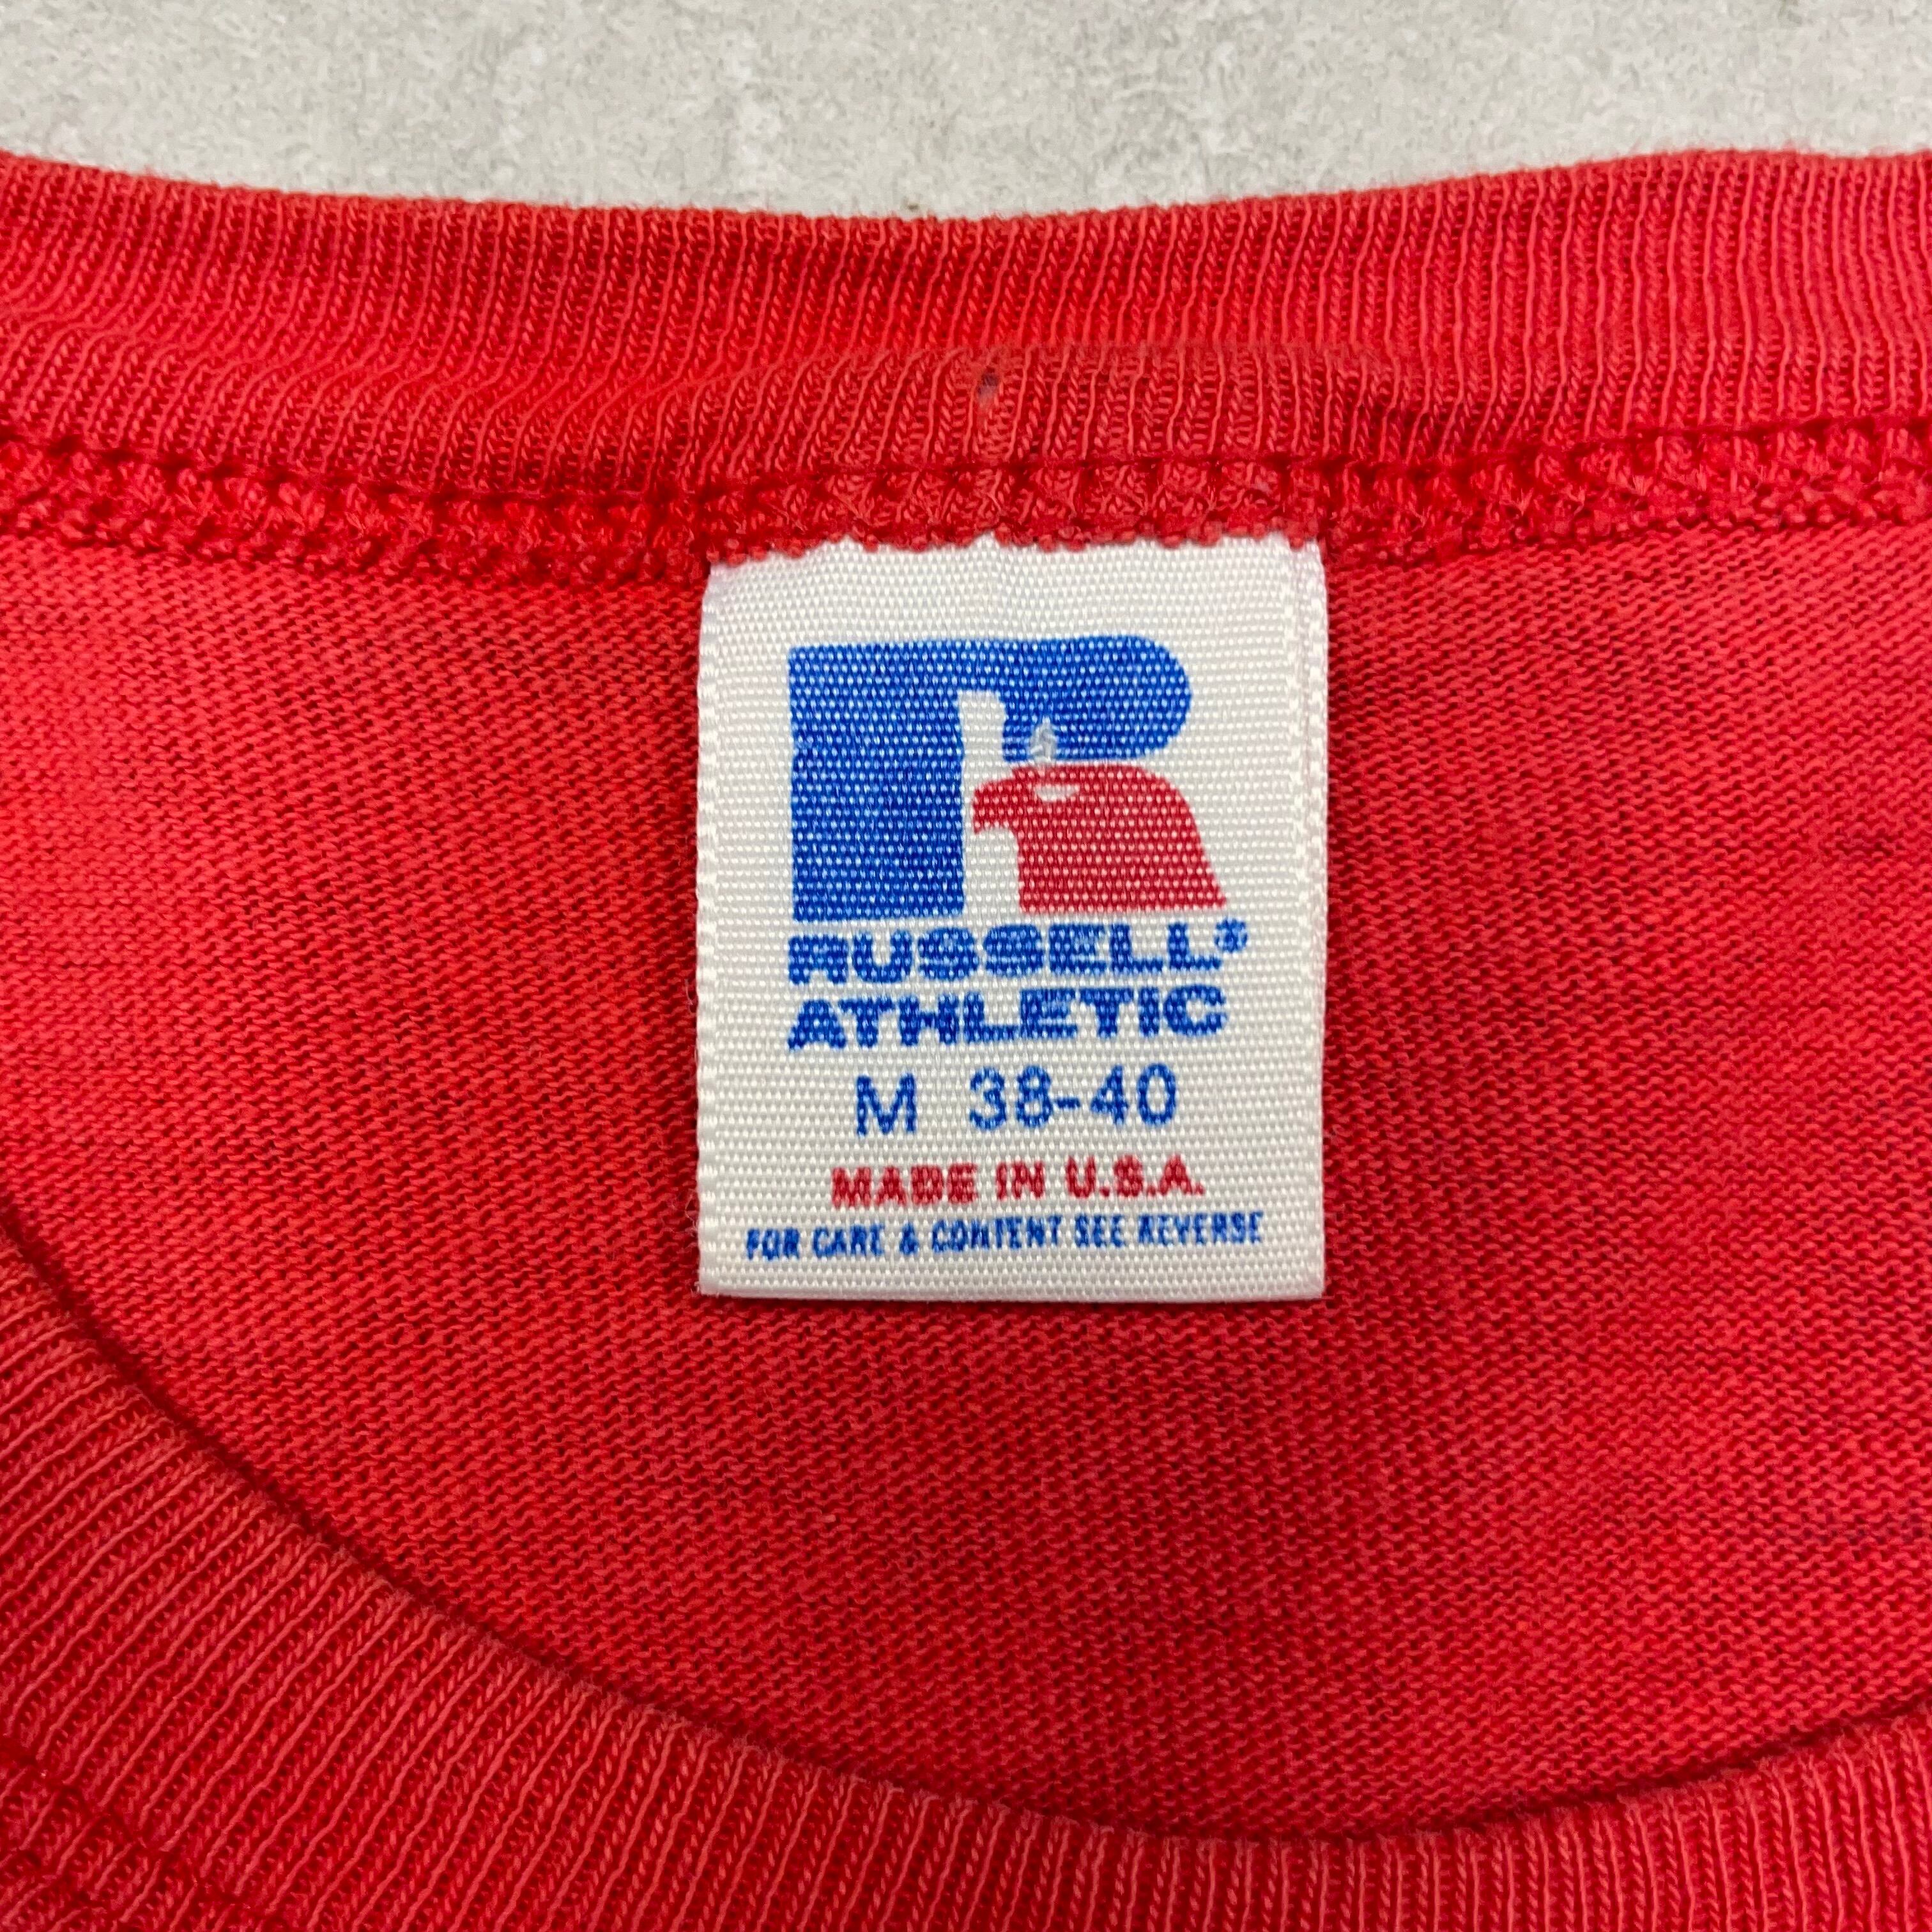 RUSSELL®
ATHLETIC
M 38-40
MADE IN U.S.A.
FOR CARE & CONTENT SEE REVERSE